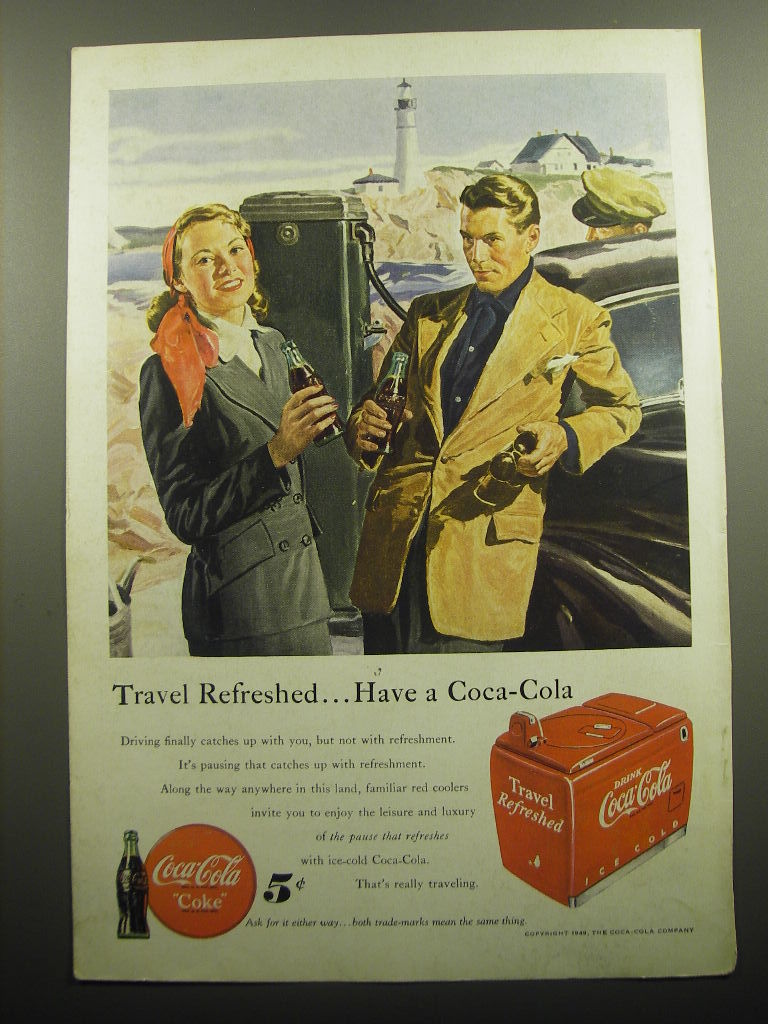 Travel Refreshed...Have a Coca-Cola
Driving finally catches up with you, but not with refreshment.
It's pausing that catches up with refreshment.
Along the way anywhere in this land, familiar red coolers
invite you to enjoy the leisure and luxury
of the pause that refreshes
with ice-cold Coca-Cola.
That's really traveling.
Travel
Refreshed
DRINK
Coca-Cola
ICE COLD
Coca-Cola
"Coke"
5¢
Ask for it either way...both trade-marks mean the same thing.
COPYRIGHT 1949, THE COCA-COLA COMPANY